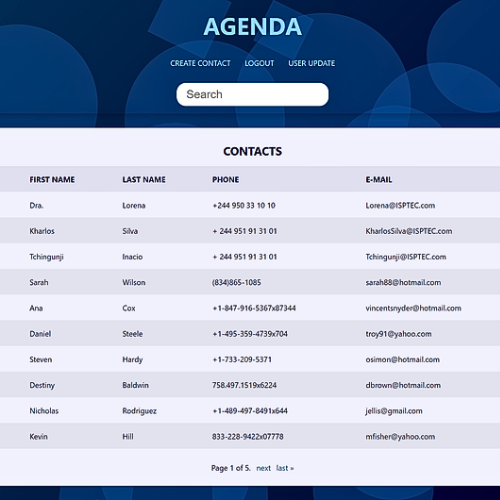 AGENDA
CREATE CONTACT LOGOUT USER UPDATE
Search
CONTACTS
FIRST NAME LAST NAME PHONE E-MAIL
Dra. Lorena +244 950 33 10 10 Lorena@ISPTEC.com
Kharlos Silva + 244 951 91 31 01 KharlosSilva@ISPTEC.com
Tchingunji Inacio + 244 951 91 31 01 Tchingunji@ISPTEC.com
Sarah Wilson (834)865-1085 sarah88@hotmail.com
Ana Cox +1-847-916-5367x87344 vincentsnyder@hotmail.com
Daniel Steele +1-495-359-4739x704 troy91@yahoo.com
Steven Hardy +1-733-209-5371 osimon@hotmail.com
Destiny Baldwin 758.497.1519x6224 dbrown@hotmail.com
Nicholas Rodriguez +1-489-497-8491x644 jellis@gmail.com
Kevin Hill 833-228-9422x07778 mfisher@yahoo.com
Page 1 of 5. next last »